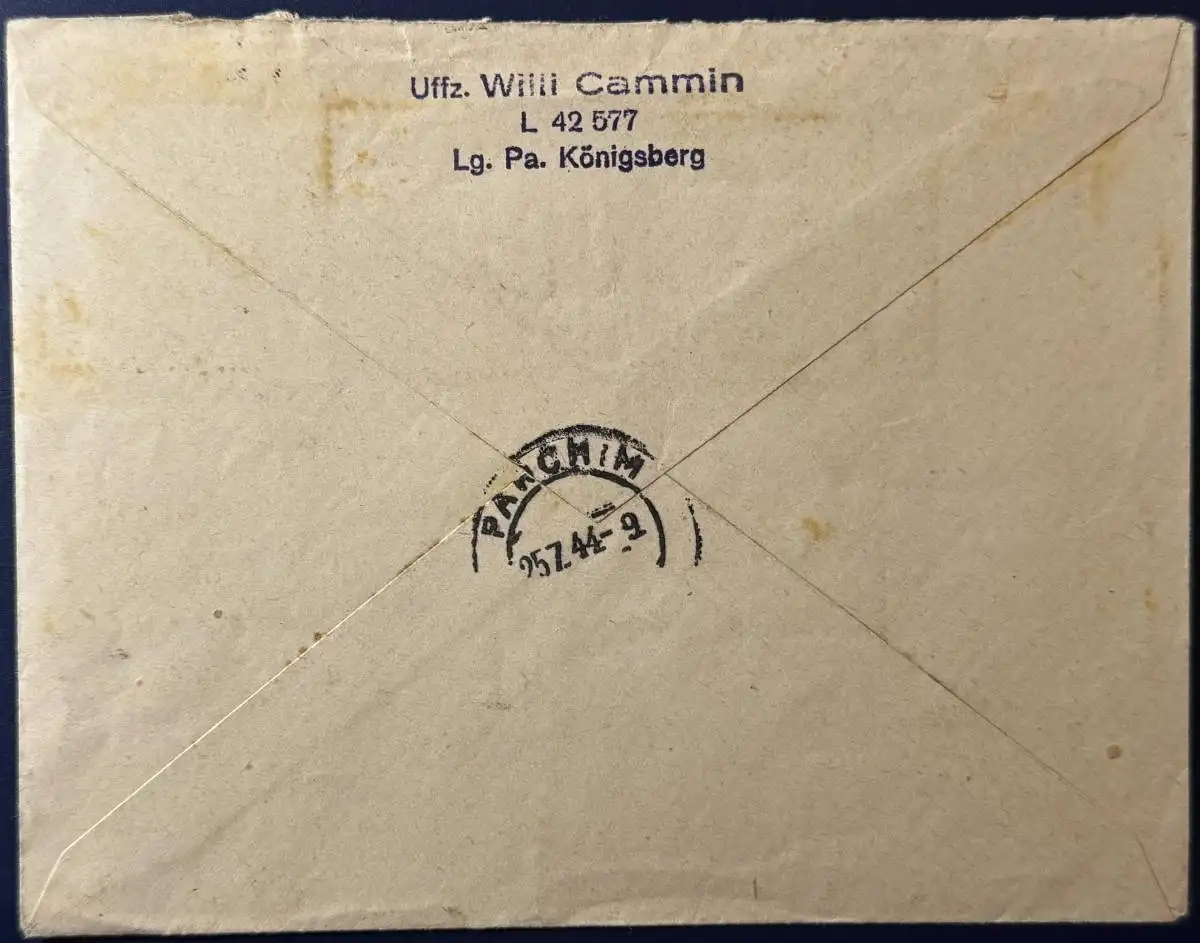 Uffz. Willi Cammin
L 42 577
Lg. Pa. Königsberg
PARCHIM
25.7.44-9